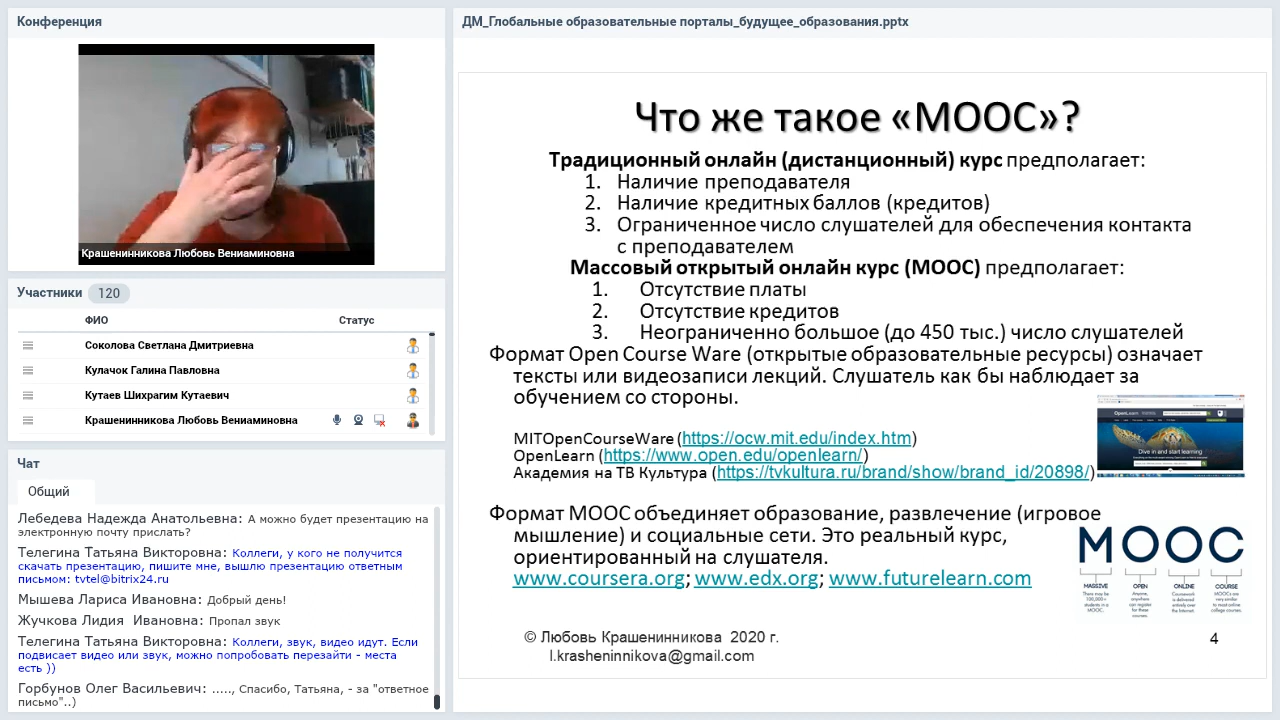 Конференция
Крашенинникова Любовь Вениаминовна
Участники 120
ФИО Статус
Соколова Светлана Дмитриевна
Кулачок Галина Павловна
Кутаев Шихрагим Кутаевич
Крашенинникова Любовь Вениаминовна
Чат
Общий
Лебедева Надежда Анатольевна: А можно будет презентацию на
электронную почту прислать?
Телегина Татьяна Викторовна: Коллеги, у кого не получится
скачать презентацию, пишите мне, вышлю презентацию ответным
письмом: tvtel@bitrix24.ru
Мышева Лариса Ивановна: Добрый день!
Жучкова Лидия Ивановна: Пропал звук
Телегина Татьяна Викторовна: Коллеги, звук, видео идут. Если
подвисает видео или звук, можно попробовать перезайти - места
есть ))
Горбунов Олег Васильевич: ....., Спасибо, Татьяна, - за "ответное
письмо"..)
ДМ_Глобальные образовательные порталы_будущее_образования.pptx
Что же такое «МООС»?
Традиционный онлайн (дистанционный) курс предполагает:
1. Наличие преподавателя
2. Наличие кредитных баллов (кредитов)
3. Ограниченное число слушателей для обеспечения контакта
с преподавателем
Массовый открытый онлайн курс (МООС) предполагает:
1. Отсутствие платы
2. Отсутствие кредитов
3. Неограниченно большое (до 450 тыс.) число слушателей
Формат Open Course Ware (открытые образовательные ресурсы) означает
тексты или видеозаписи лекций. Слушатель как бы наблюдает за
обучением со стороны.
MITOpenCourseWare (https://ocw.mit.edu/index.htm)
OpenLearn (https://www.open.edu/openlearn/)
Академия на ТВ Культура (https://tvkultura.ru/brand/show/brand_id/20898/)
OpenLearn
Dive in and start learning
Формат МООС объединяет образование, развлечение (игровое
мышление) и социальные сети. Это реальный курс,
ориентированный на слушателя.
www.coursera.org; www.edx.org; www.futurelearn.com
MOOC
MASSIVE OPEN ONLINE COURSE
© Любовь Крашенинникова 2020 г.
l.krasheninnikova@gmail.com
4